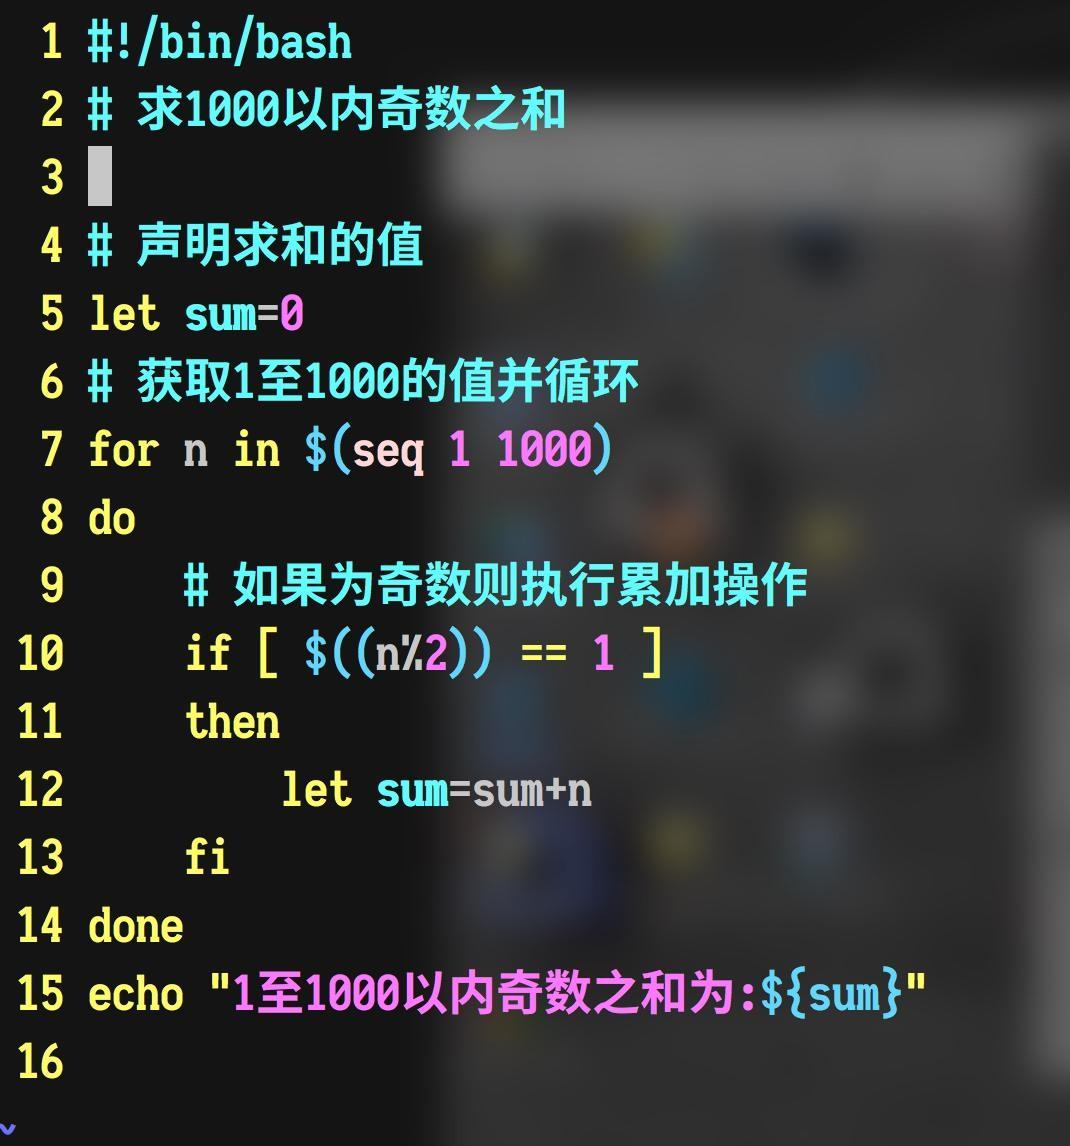 1 #!/bin/bash
2 # 求1000以内奇数之和
3
4 # 声明求和的值
5 let sum=0
6 # 获取1至1000的值并循环
7 for n in $(seq 1 1000)
8 do
9     # 如果为奇数则执行累加操作
10     if [ $((n%2)) == 1 ]
11     then
12         let sum=sum+n
13     fi
14 done
15 echo "1至1000以内奇数之和为:${sum}"
16
~